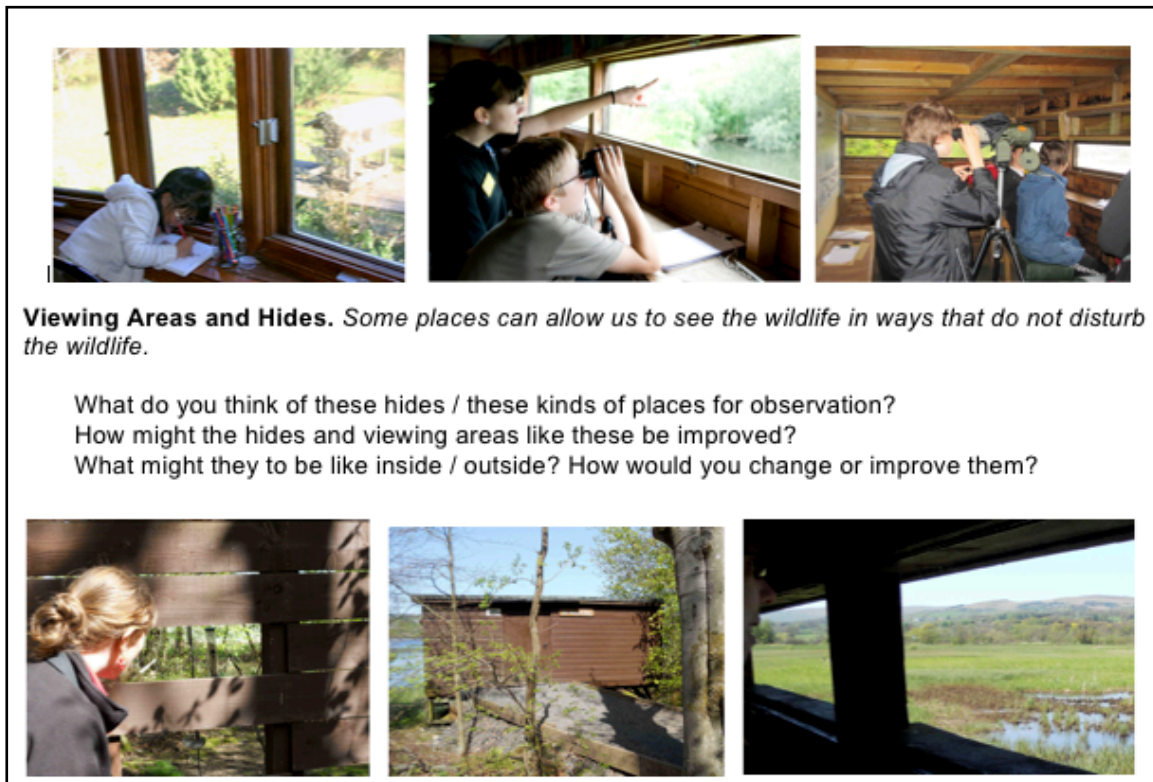 Viewing Areas and Hides. Some places can allow us to see the wildlife in ways that do not disturb
the wildlife.
What do you think of these hides / these kinds of places for observation?
How might the hides and viewing areas like these be improved?
What might they to be like inside / outside? How would you change or improve them?